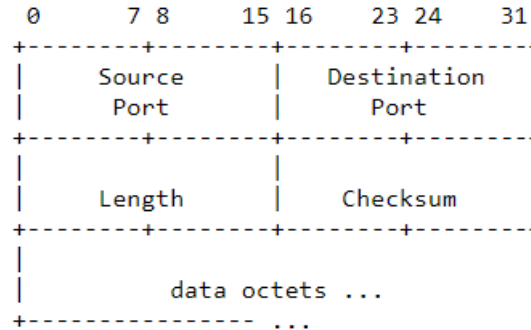 0 7 8 15 16 23 24 31
+--------+--------+--------+--------
| Source | Destination
| Port | Port
+--------+--------+--------+--------
| |
| Length | Checksum
+--------+--------+--------+--------
|
| data octets ...
+---------------- ...